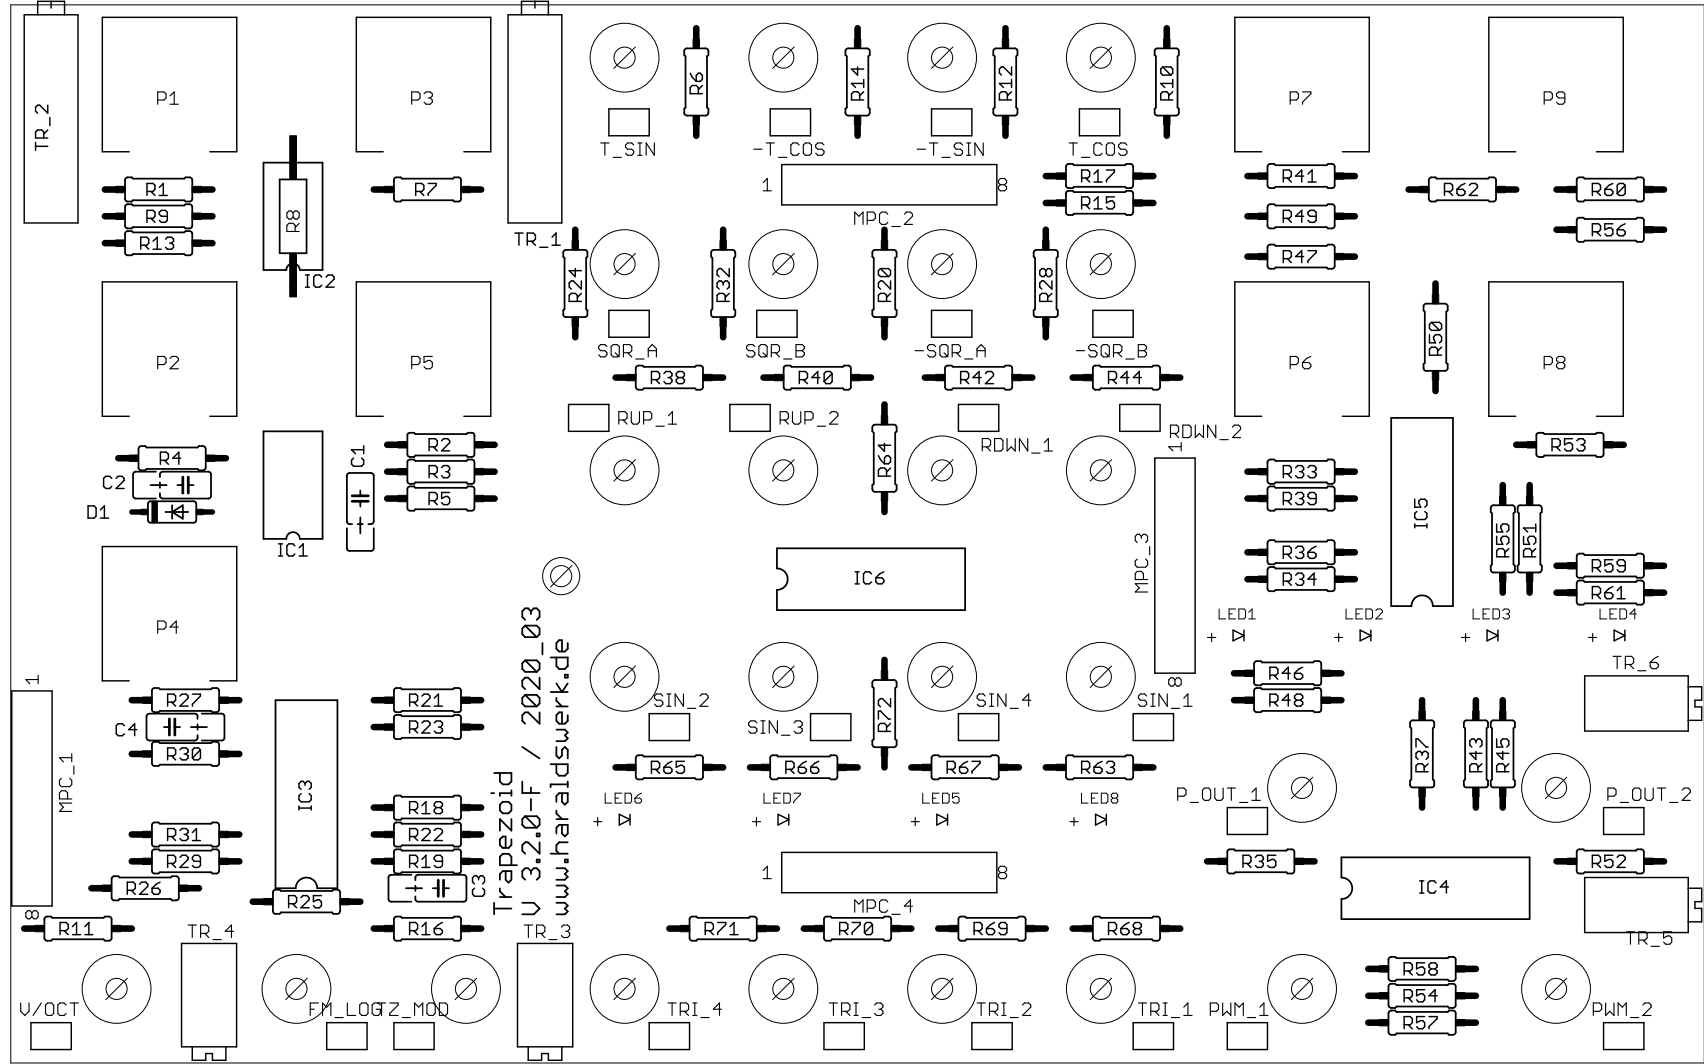 TR_2
P1
P3
TR_1
T_SIN
R6
-T_COS
R14
-T_SIN
R12
T_COS
R10
P7
P9
R1
R9
R13
R8
IC2
R7
1
8
MPC_2
R17
R15
R41
R49
R47
R62
R60
R56
R24
R32
R20
R28
SQR_A
SQR_B
-SQR_A
-SQR_B
P2
P5
R38
R40
R42
R44
P6
R50
P8
RUP_1
RUP_2
RDWN_1
RDWN_2
R4
C2
D1
IC1
C1
R2
R3
R5
R64
1
MPC_3
8
R33
R39
R36
R34
IC5
R53
R55
R51
R59
R61
IC6
LED1
+
LED2
+
LED3
+
LED4
+
P4
Trapezoid
V 3.2.0-F / 2020_03
www.haraldswerk.de
SIN_2
SIN_3
R72
SIN_4
SIN_1
R46
R48
TR_6
1
MPC_1
8
R27
C4
R30
R31
R29
R26
R11
IC3
R25
R21
R23
R18
R22
R19
C3
R16
R65
R66
R67
R63
LED6
+
LED7
+
LED5
+
LED8
+
R37
R43
R45
P_OUT_1
P_OUT_2
1
8
MPC_4
R35
IC4
R52
TR_5
R71
R70
R69
R68
TR_4
TR_3
R58
R54
R57
V/OCT
FM_LOG
TZ_MOD
TRI_4
TRI_3
TRI_2
TRI_1
PWM_1
PWM_2